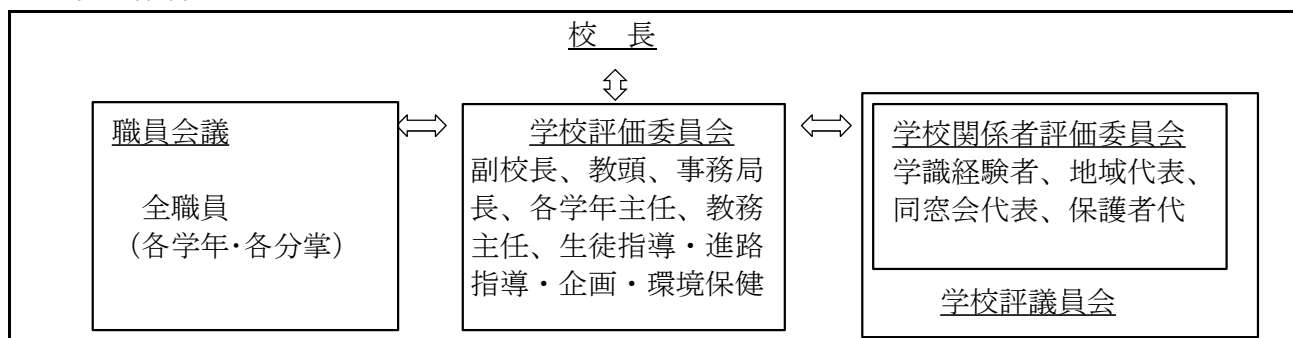 校　長
職員会議
全職員
（各学年・各分掌）
学校評価委員会
副校長、教頭、事務局
長、各学年主任、教務
主任、生徒指導・進路
指導・企画・環境保健
学校関係者評価委員会
学識経験者、地域代表、
同窓会代表、保護者代
学校評議員会